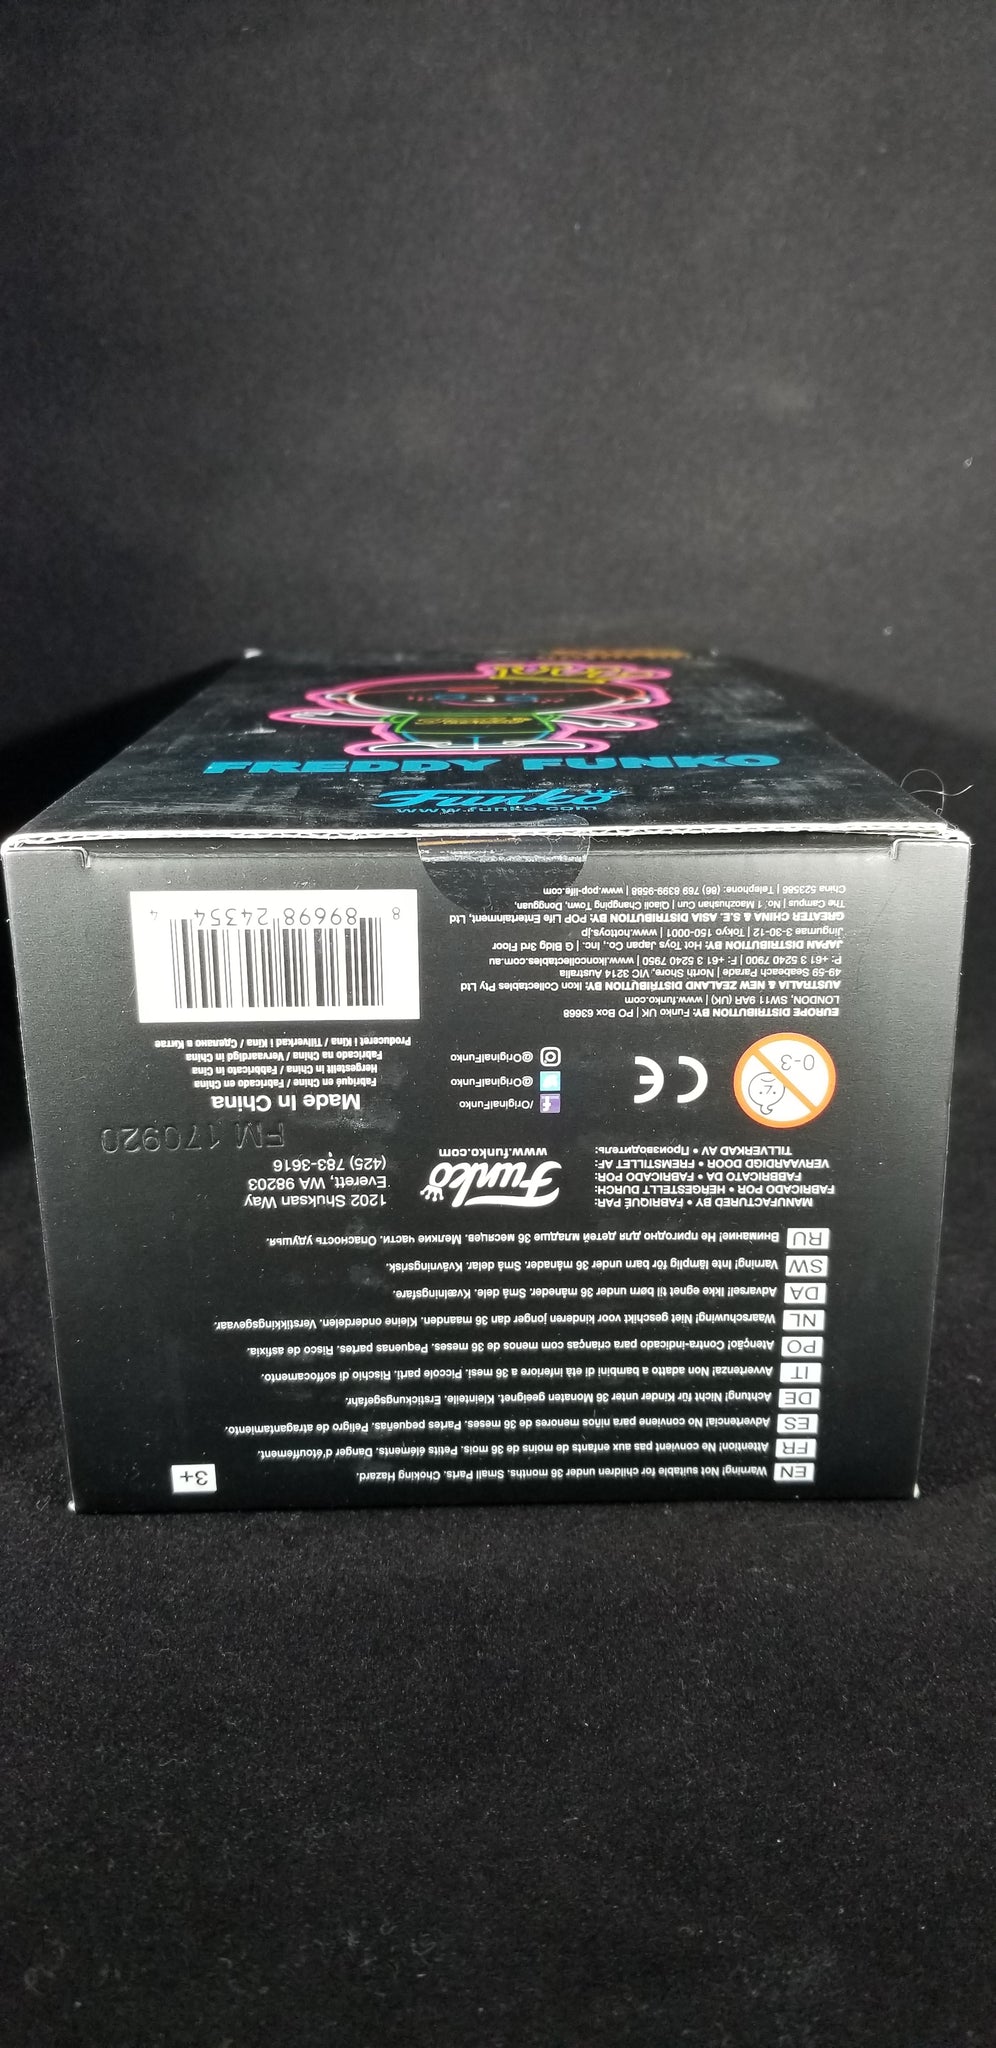 EN Warning! Not suitable for children under 36 months. Small Parts. Choking Hazard.
3+
FR Attention! Ne convient pas aux enfants de moins de 36 mois. Petits éléments. Danger d'étouffement.
ES Advertencia! No conviene para niños menores de 36 meses. Partes pequeñas. Peligro de atragantamiento.
DE Achtung! Nicht für Kinder unter 36 Monaten geeignet. Kleinteile. Erstickungsgefahr.
IT Avvertenza! Non adatto a bambini di età inferiore a 36 mesi. Piccole parti. Rischio di soffocamento.
PO Atenção! Contra-indicado para crianças com menos de 36 meses. Pequenas partes. Risco de asfixia.
NL Waarschuwing! Niet geschikt voor kinderen jonger dan 36 maanden. Kleine onderdelen. Verstikkingsgevaar.
DA Advarsel! Ikke egnet til børn under 36 måneder. Små dele. Kvælningsfare.
SW Varning! Inte lämplig för barn under 36 månader. Små delar. Kvävningsrisk.
RU Внимание! Не пригодно для детей младше 36 месяцев. Мелкие части. Опасность удушья.
MANUFACTURED BY • FABRIQUÉ PAR:
FABRICADO POR • HERGESTELLT DURCH:
FABBRICATO DA • FABRICADO POR:
VERVAARDIGD DOOR • FREMSTILLET AF:
TILLVERKAD AV • Производитель:
Funko
www.funko.com
1202 Shuksan Way
Everett, WA 98203
(425) 783-3616
FM 170920
0-3
CE
/OriginalFunko
@OriginalFunko
@OriginalFunko
Made In China
Fabriqué en Chine / Fabricado en China
Hergestellt in China / Fabbricato in Cina
Fabricado na China / Vervaardigd in China
Produceret i Kina / Tillverkad i Kina / Сделано в Китае
EUROPE DISTRIBUTION BY: Funko UK | PO Box 63668
LONDON, SW11 9AR (UK) | www.funko.com
AUSTRALIA & NEW ZEALAND DISTRIBUTION BY: Ikon Collectables Pty Ltd
49-59 Seabeach Parade | North Shore, VIC 3214 Australia
P: +61 3 5240 7900 | F: +61 3 5240 7950 | www.ikoncollectables.com.au
JAPAN DISTRIBUTION BY: Hot Toys Japan Co., Inc. | G Bldg 3rd Floor
Jingumae 3-30-12 | Tokyo 150-0001 | www.hottoys.jp
GREATER CHINA & S.E. ASIA DISTRIBUTION BY: POP Life Entertainment, Ltd
The Campus | No. 1 Maozhushan Cun | Qiaoli Changping Town, Dongguan,
China 523586 | Telephone: (86) 769 8399-9588 | www.pop-life.com
8 89698 24354 4
www.funko.com
Funko
FREDDY FUNKO